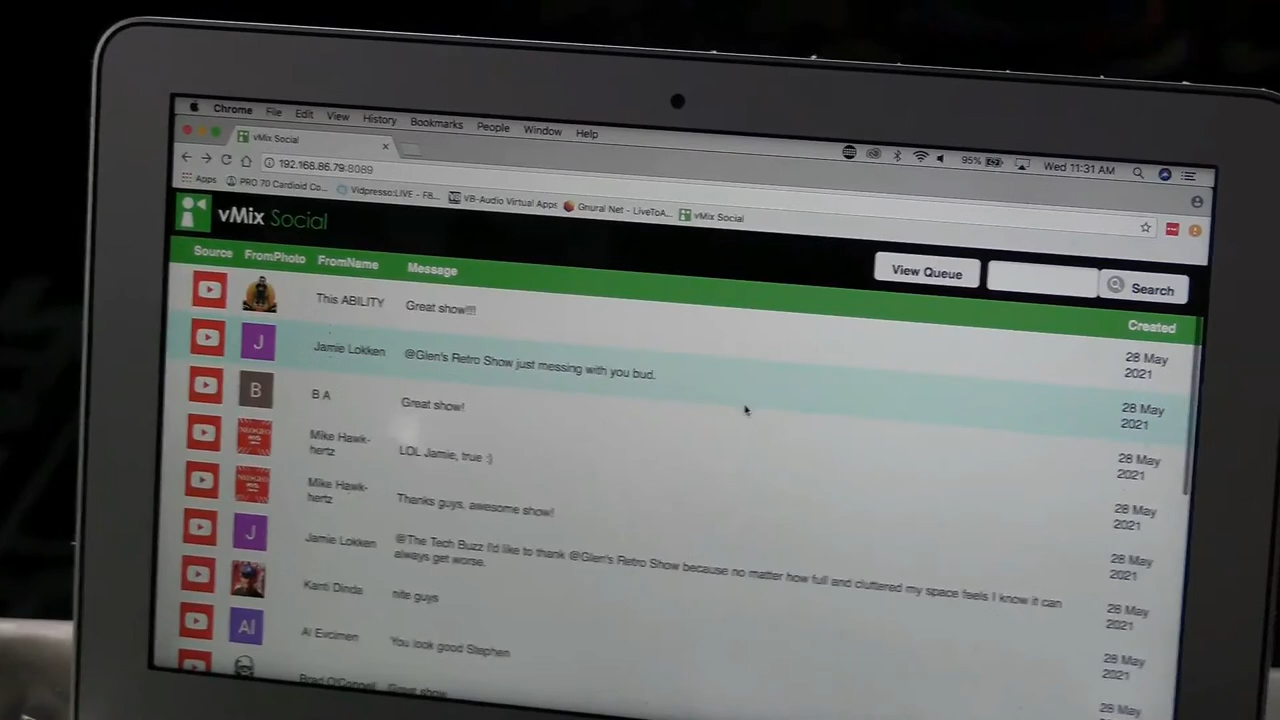 Chrome File Edit View History Bookmarks People Window Help
95% Wed 11:31 AM
vMix Social
192.168.86.79:8089
Apps PRO 70 Cardioid Co... Vidpresso:LIVE - FB... VB-Audio Virtual Apps Gnural Net - LiveToA... vMix Social
vMix Social
View Queue Search
Source FromPhoto FromName Message Created
This ABILITY Great show!!!! 28 May
2021
J Jamie Lokken @Glen's Retro Show just messing with you bud. 28 May
2021
B B A Great show! 28 May
2021
Mike Hawk-
hertz LOL Jamie, true :) 28 May
2021
Mike Hawk-
hertz Thanks guys, awesome show! 28 May
2021
J Jamie Lokken @The Tech Buzz I'd like to thank @Glen's Retro Show because no matter how full and cluttered my space feels I know it can
always get worse. 28 May
2021
Kanti Dinda nite guys 28 May
2021
Al Al Evcimen You look good Stephen 28 May
Brad O'Connell Great show